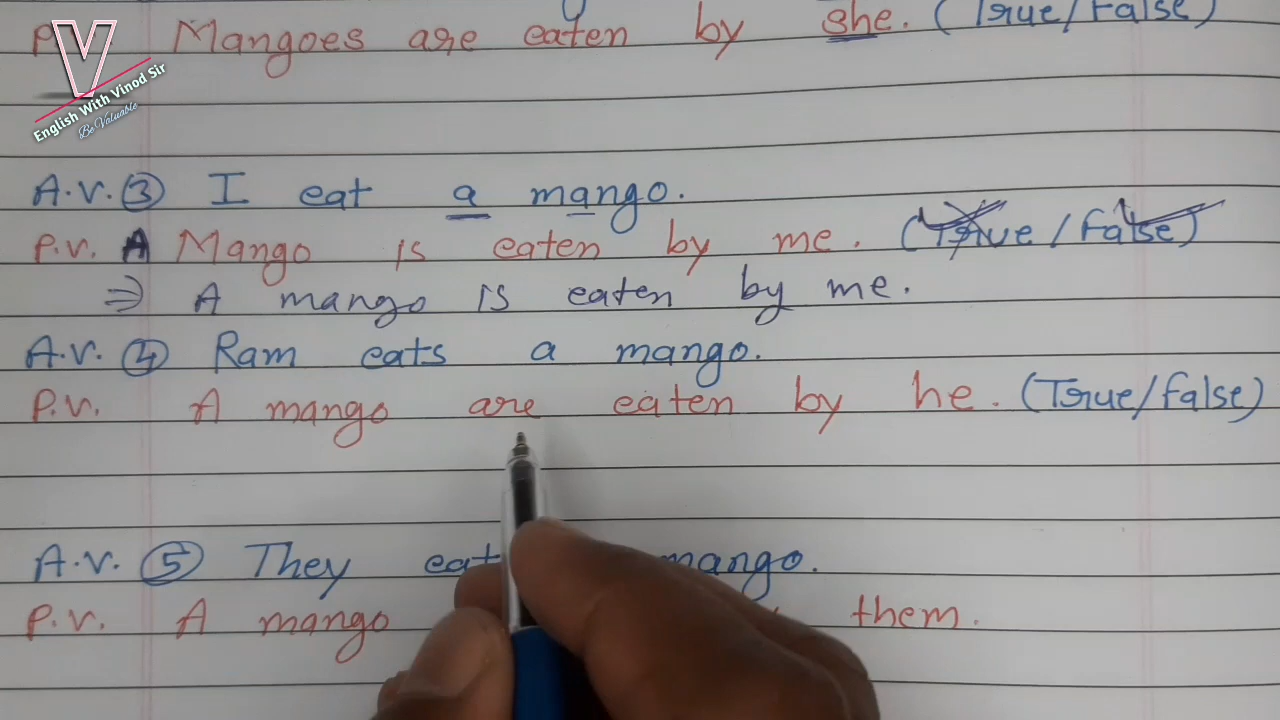 P. Mangoes are eaten by she. (True/False)
V
English With Vinod Sir
Be Valuable
A.V. ③ I eat a mango.
P.V. A Mango is eaten by me. (True/False)
⇒ A mango is eaten by me.
A.V. ④ Ram eats a mango.
P.V. A mango are eaten by he. (True/False)
A.V. ⑤ They eat mango.
P.V. A mango them.